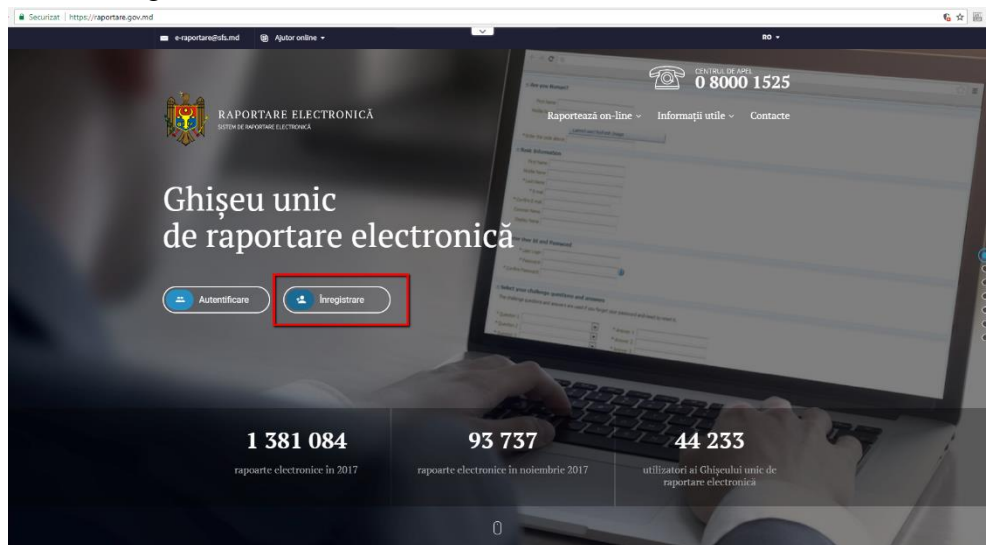 Securizat | https://raportare.gov.md
e-raportare@sfs.md Ajutor online RO
CENTRUL DE APEL
0 8000 1525
RAPORTARE ELECTRONICĂ
SISTEM DE RAPORTARE ELECTRONICĂ
Raportează on-line Informații utile Contacte
Ghișeu unic
de raportare electronică
Autentificare Înregistrare
1 381 084 93 737 44 233
rapoarte electronice în 2017 rapoarte electronice în noiembrie 2017 utilizatori ai Ghișeului unic de
raportare electronică